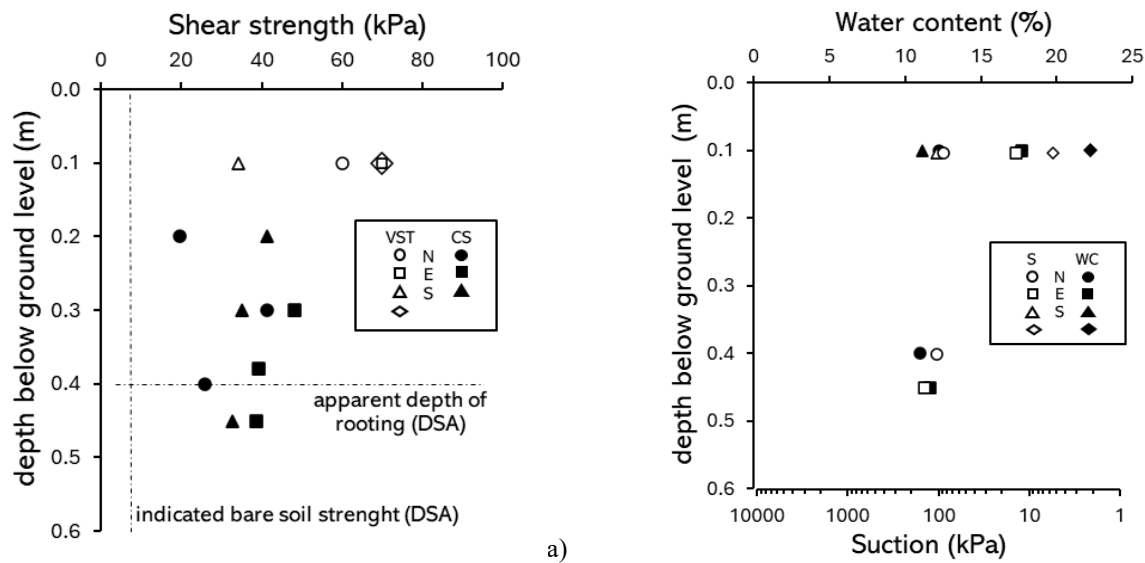 Shear strength (kPa)
0 20 40 60 80 100
depth below ground level (m)
0.0
0.1
0.2
0.3
0.4
0.5
0.6
VST CS
N
E
S
apparent depth of
rooting (DSA)
indicated bare soil strenght (DSA)
a)
Water content (%)
0 5 10 15 20 25
depth below ground level (m)
0.0
0.1
0.2
0.3
0.4
0.5
0.6
S WC
N
E
S
10000 1000 100 10 1
Suction (kPa)